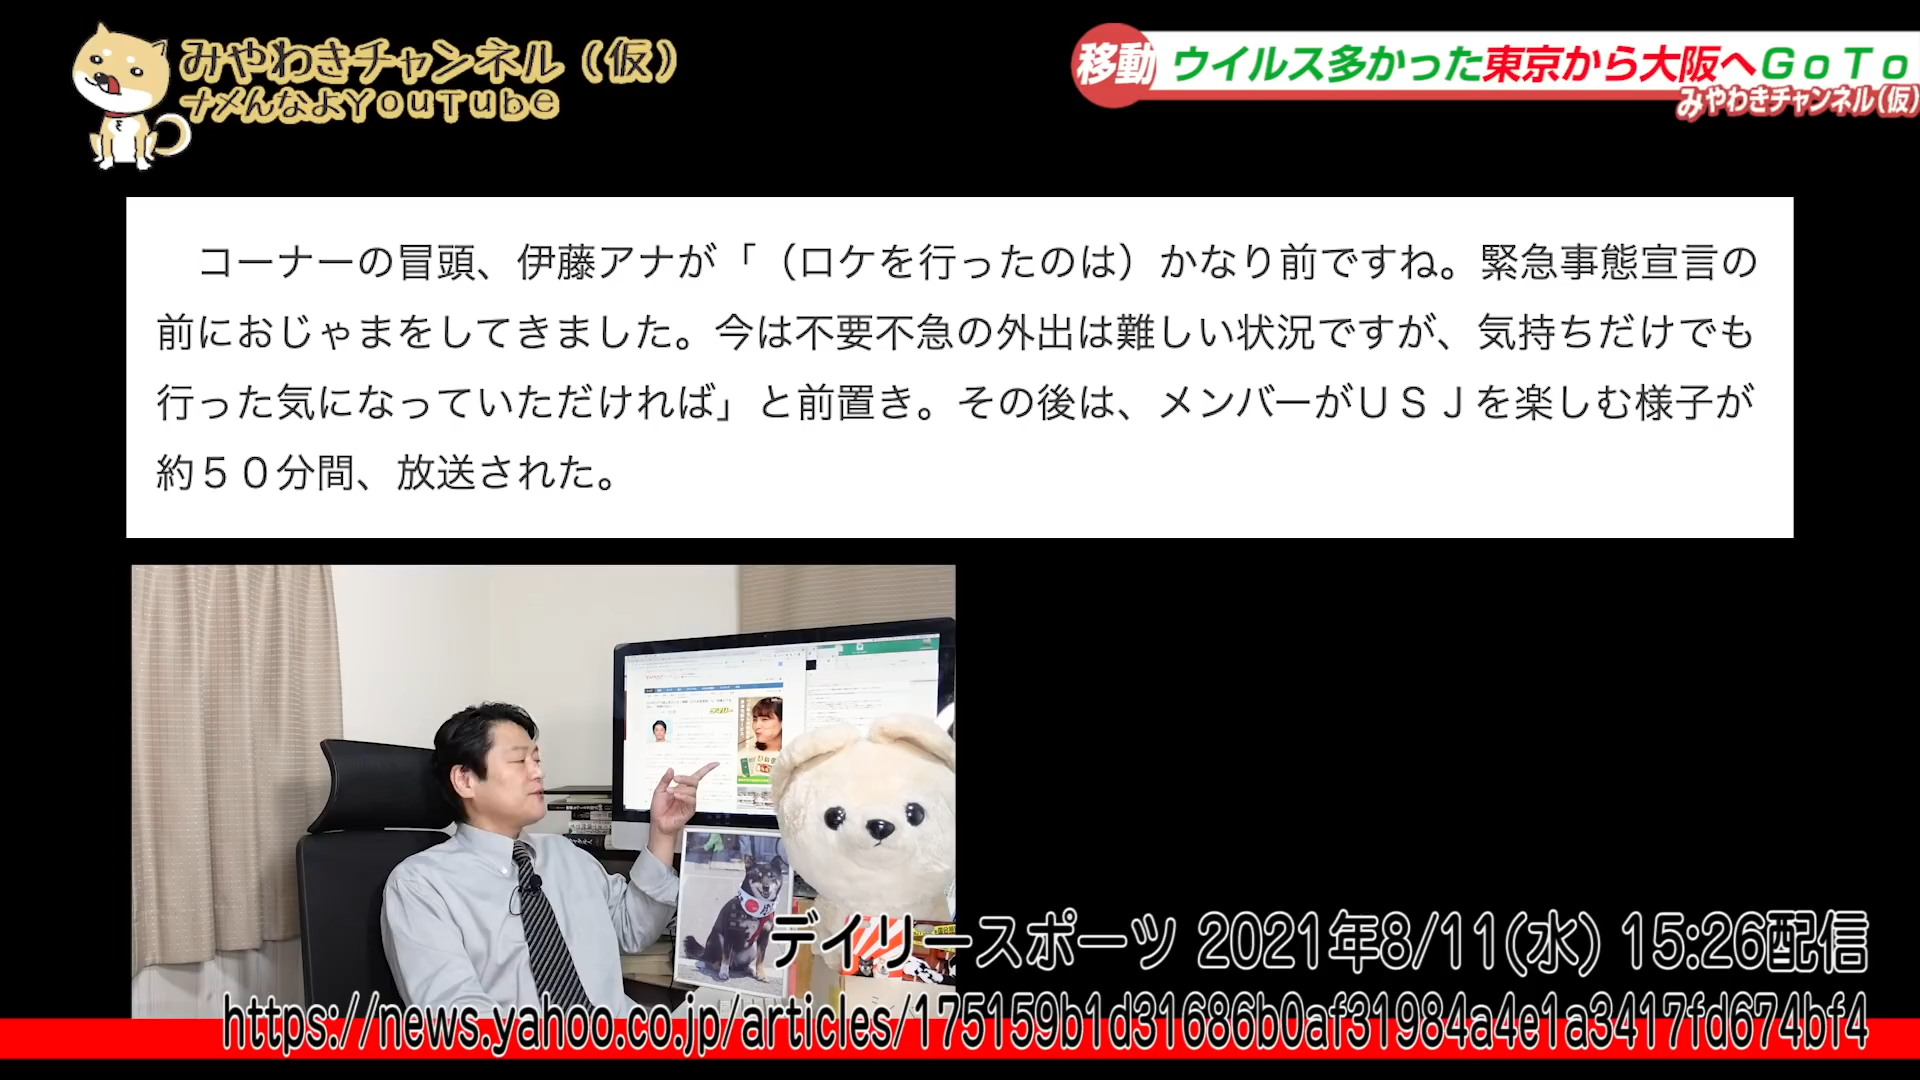 みやわきチャンネル（仮）
ナメんなよYouTube
移動 ウイルス多かった東京から大阪へＧｏＴｏ
みやわきチャンネル（仮）
コーナーの冒頭、伊藤アナが「（ロケを行ったのは）かなり前ですね。緊急事態宣言の
前におじゃまをしてきました。今は不要不急の外出は難しい状況ですが、気持ちだけでも
行った気になっていただければ」と前置き。その後は、メンバーがＵＳＪを楽しむ様子が
約５０分間、放送された。
デイリースポーツ 2021年8/11(水) 15:26配信
https://news.yahoo.co.jp/articles/175159b1d31686b0af31984a4e1a3417fd674bf4